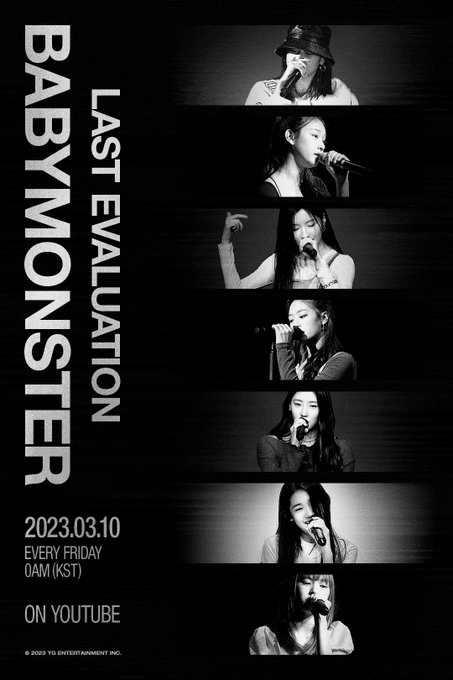 BABYMONSTER
LAST EVALUATION
2023.03.10
EVERY FRIDAY
0AM (KST)
ON YOUTUBE
© 2023 YG ENTERTAINMENT INC.